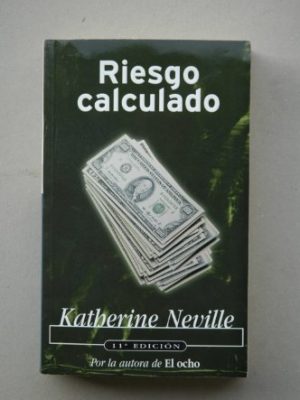 Riesgo
calculado
Katherine Neville
11ª EDICIÓN
Por la autora de El ocho